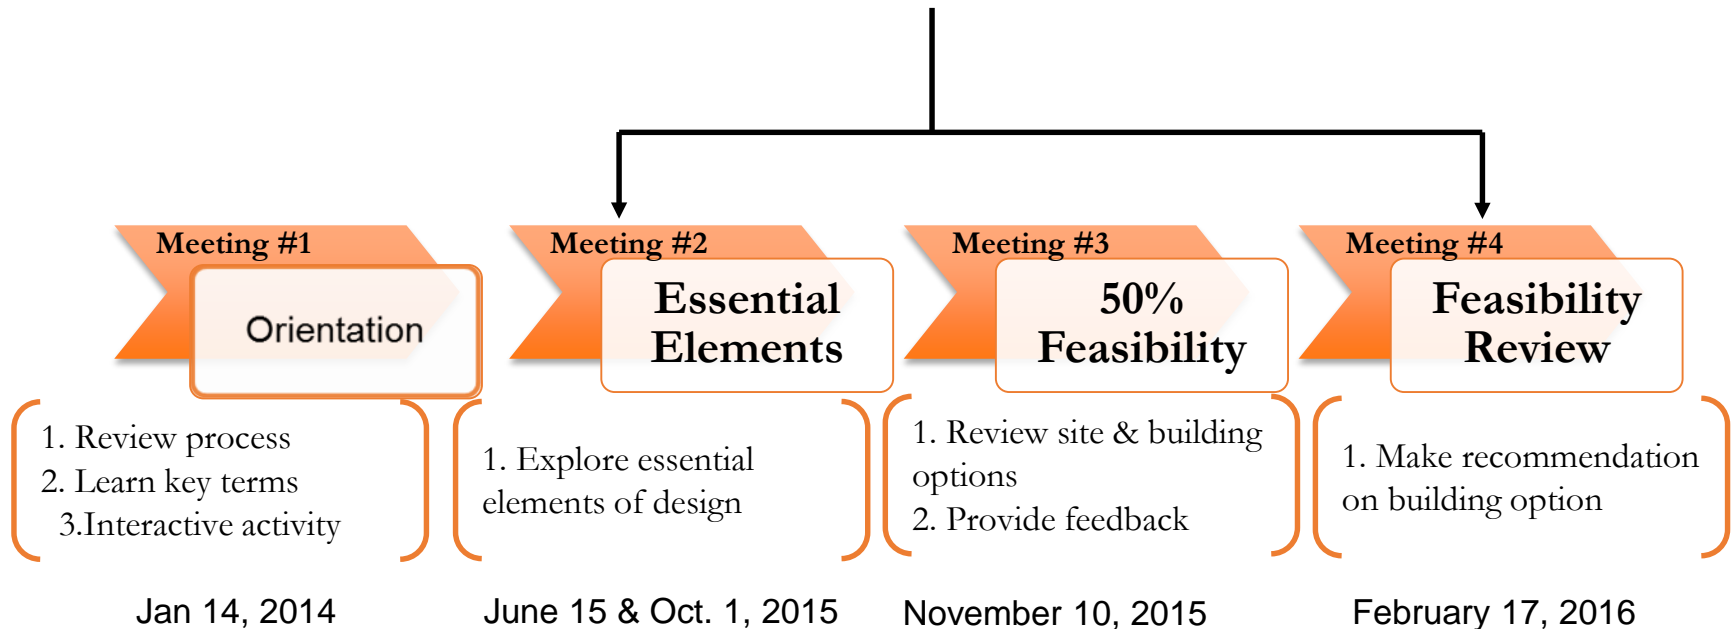 Meeting #1
Orientation
1. Review process
2. Learn key terms
3.Interactive activity
Jan 14, 2014
Meeting #2
Essential
Elements
1. Explore essential
elements of design
June 15 & Oct. 1, 2015
Meeting #3
50%
Feasibility
1. Review site & building
options
2. Provide feedback
November 10, 2015
Meeting #4
Feasibility
Review
1. Make recommendation
on building option
February 17, 2016